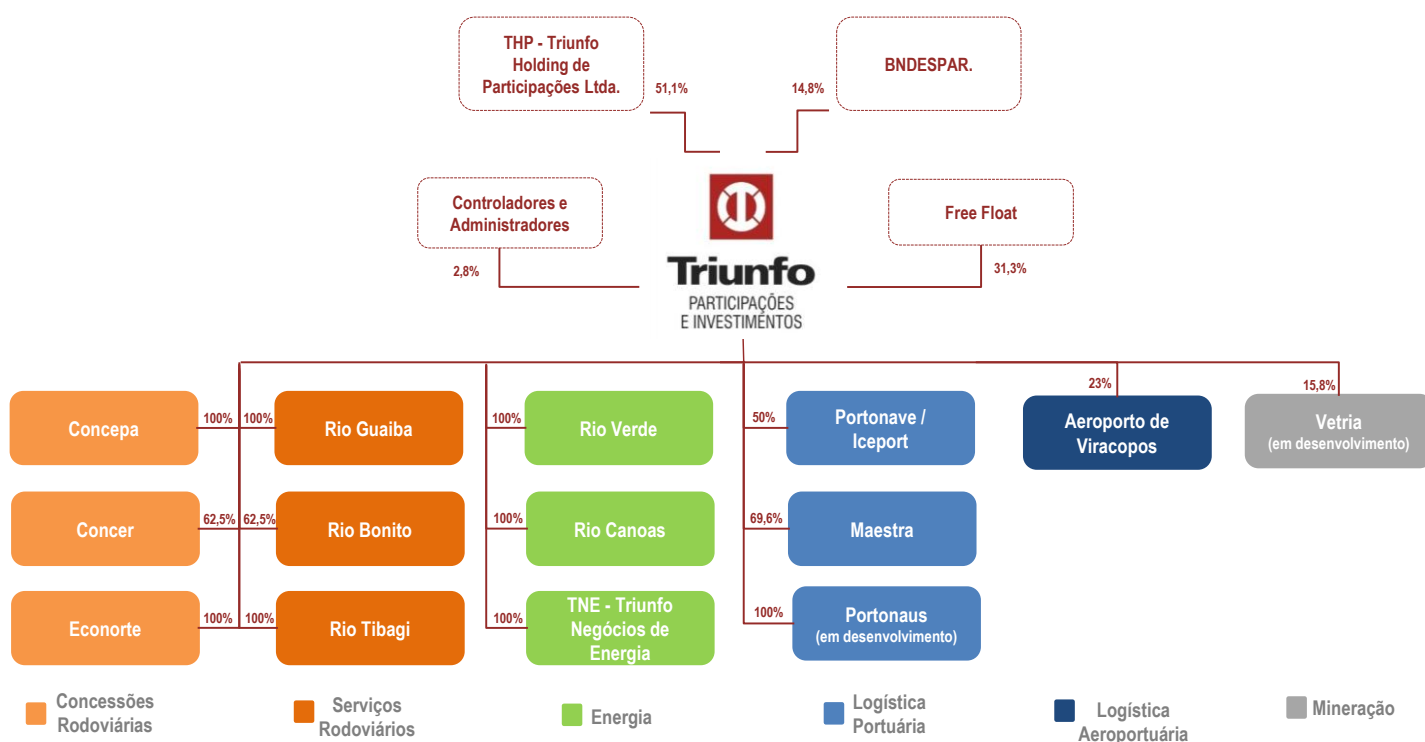 THP - Triunfo
Holding de
Participações Ltda.
51,1%
BNDESPAR.
14,8%
Controladores e
Administradores
2,8%
Free Float
31,3%
Triunfo
PARTICIPAÇÕES
E INVESTIMENTOS
23%
15,8%
Concepa
100%
100%
Rio Guaiba
100%
Rio Verde
50%
Portonave /
Iceport
Aeroporto de
Viracopos
Vetria
(em desenvolvimento)
Concer
62,5%
62,5%
Rio Bonito
100%
Rio Canoas
69,6%
Maestra
Econorte
100%
100%
Rio Tibagi
100%
TNE - Triunfo
Negócios de
Energia
100%
Portonaus
(em desenvolvimento)
Concessões
Rodoviárias
Serviços
Rodoviários
Energia
Logística
Portuária
Logística
Aeroportuária
Mineração